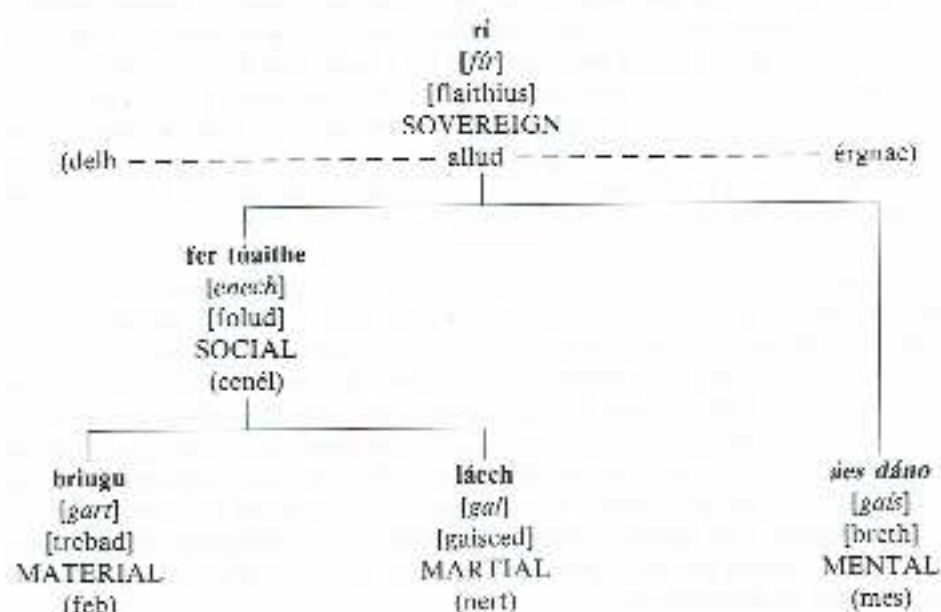 rí
[fír]
[flaithius]
SOVEREIGN
(delb allud érgnae)
fer túaithe
[enech]
[folud]
SOCIAL
(cenél)
briugu láech áes dáno
[gart] [gal] [gaís]
[trebad] [gaisced] [breth]
MATERIAL MARTIAL MENTAL
(feb) (nert) (mes)